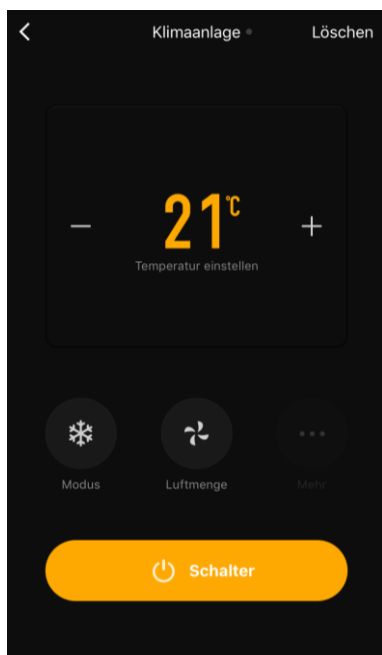 Klimaanlage
Löschen
21°C
Temperatur einstellen
Modus
Luftmenge
Mehr
Schalter